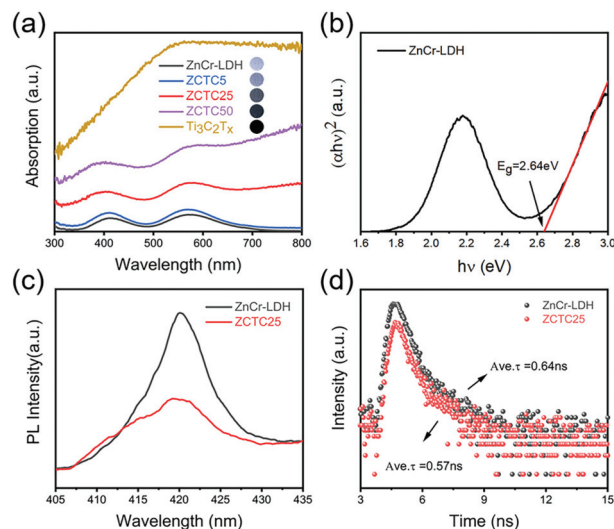 (a)
Absorption (a.u.)
ZnCr-LDH
ZCTC5
ZCTC25
ZCTC50
Ti₃C₂Tₓ
300 400 500 600 700 800
Wavelength (nm)
(b)
(αhν)² (a.u.)
ZnCr-LDH
E₉=2.64eV
1.6 1.8 2.0 2.2 2.4 2.6 2.8 3.0
hν (eV)
(c)
PL Intensity(a.u.)
ZnCr-LDH
ZCTC25
405 410 415 420 425 430 435
Wavelength (nm)
(d)
Intensity (a.u.)
ZnCr-LDH
ZCTC25
Ave.τ =0.64ns
Ave.τ =0.57ns
3 6 9 12 15
Time (ns)